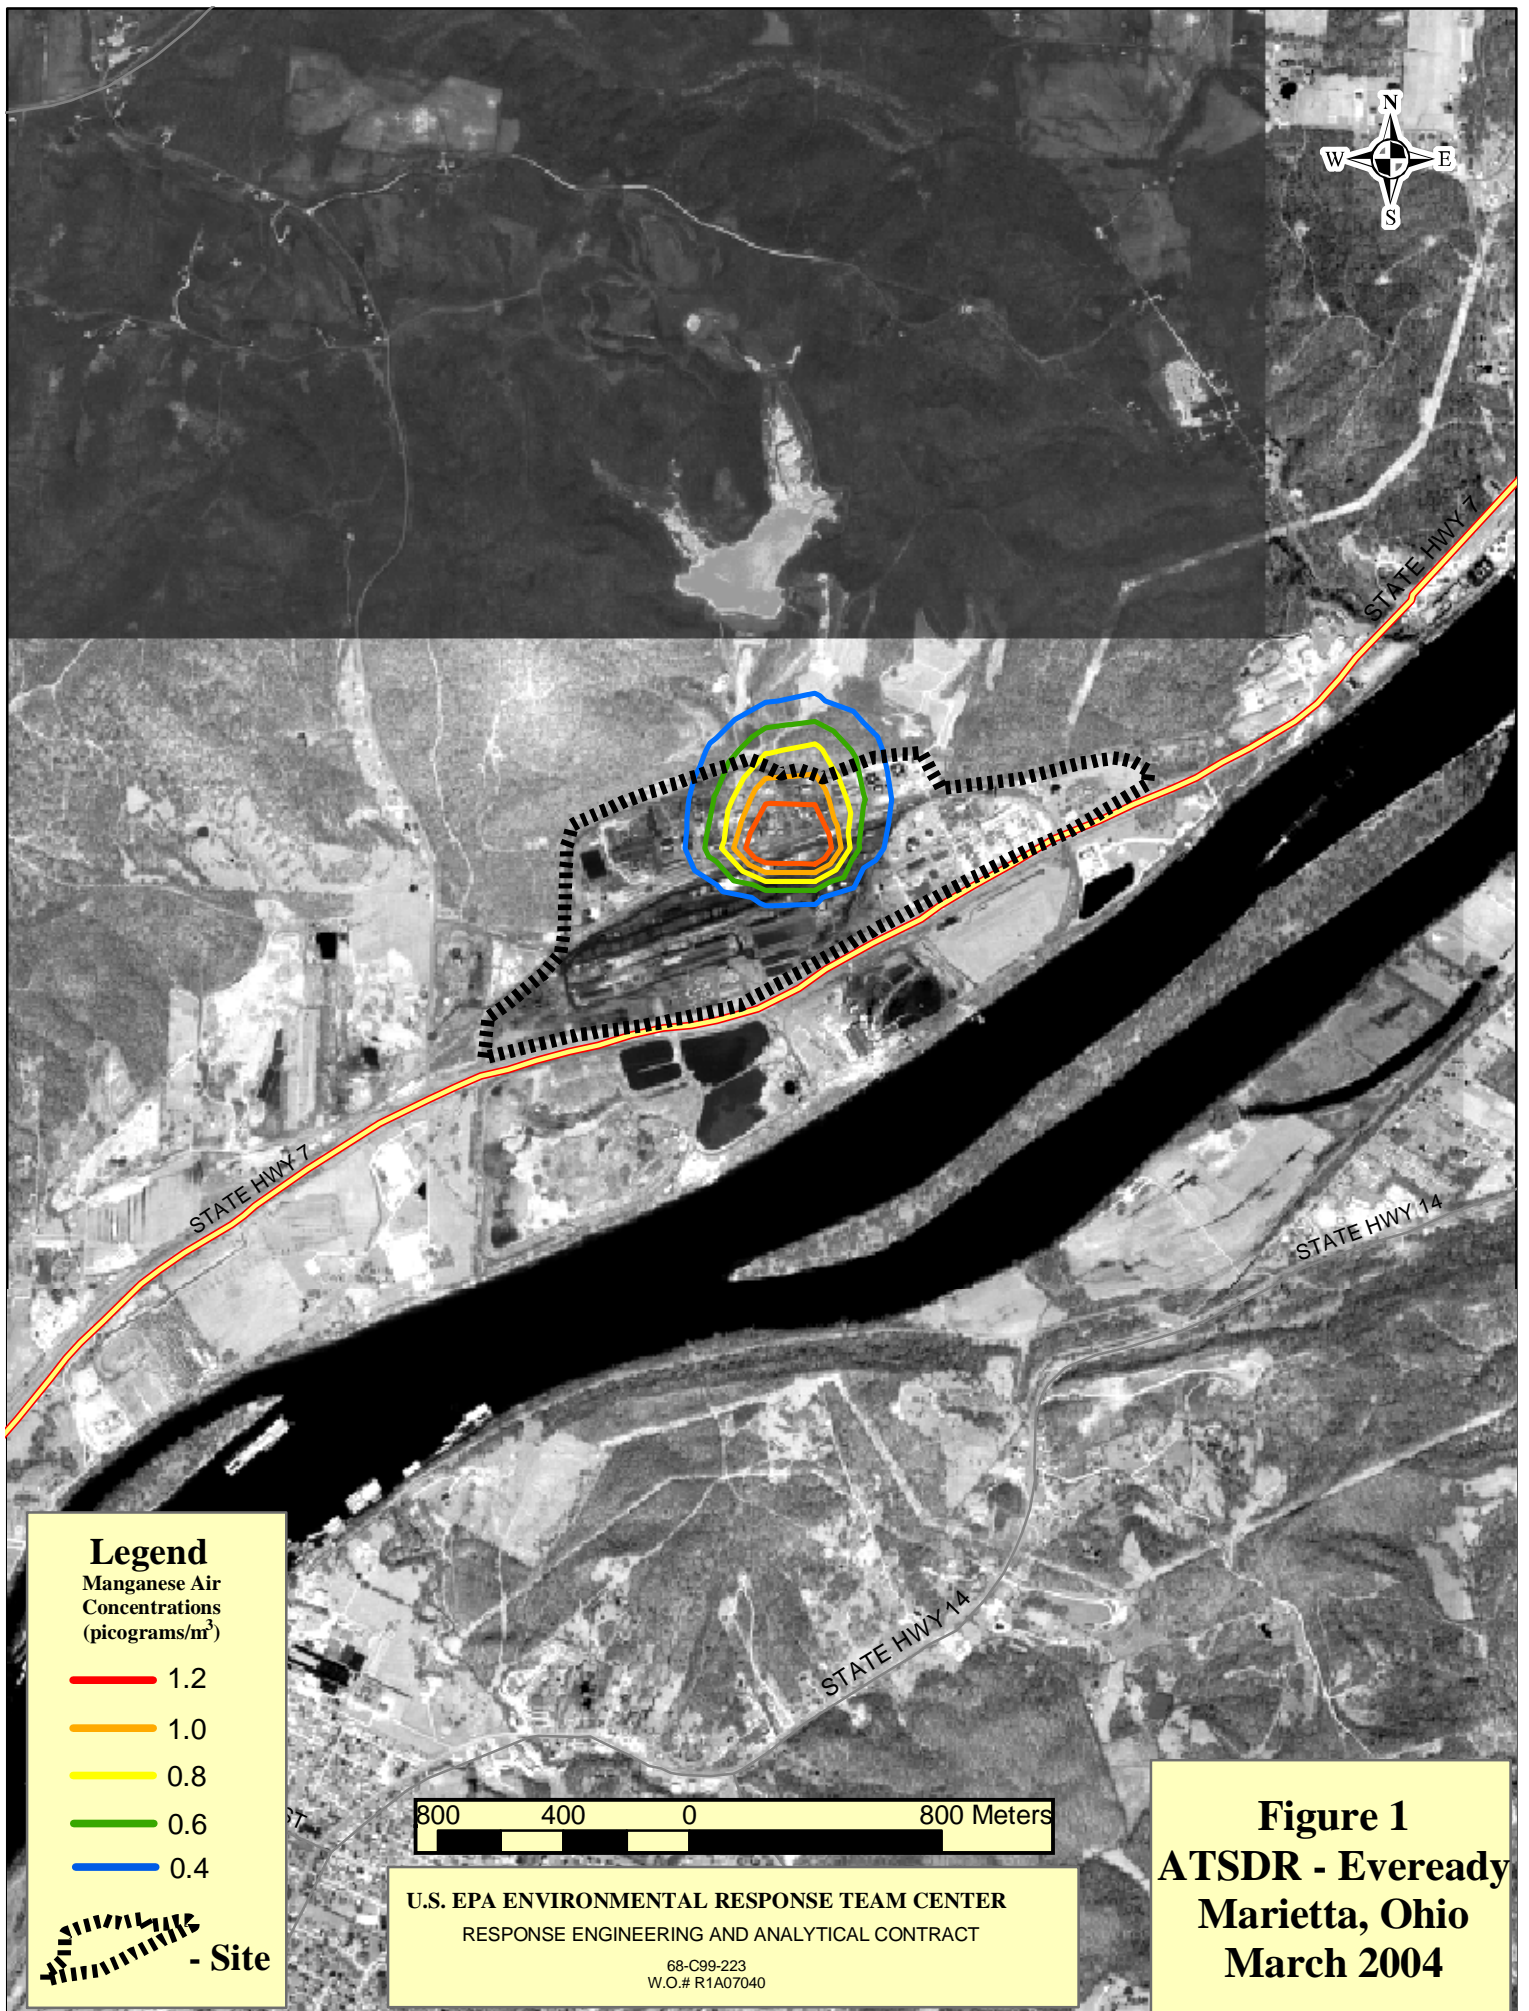 N
W E
S
STATE HWY 7
STATE HWY 7
STATE HWY 14
STATE HWY 14
ST
Legend
Manganese Air
Concentrations
(picograms/m³)
1.2
1.0
0.8
0.6
0.4
- Site
800 400 0 800 Meters
U.S. EPA ENVIRONMENTAL RESPONSE TEAM CENTER
RESPONSE ENGINEERING AND ANALYTICAL CONTRACT
68-C99-223
W.O.# R1A07040
Figure 1
ATSDR - Eveready
Marietta, Ohio
March 2004